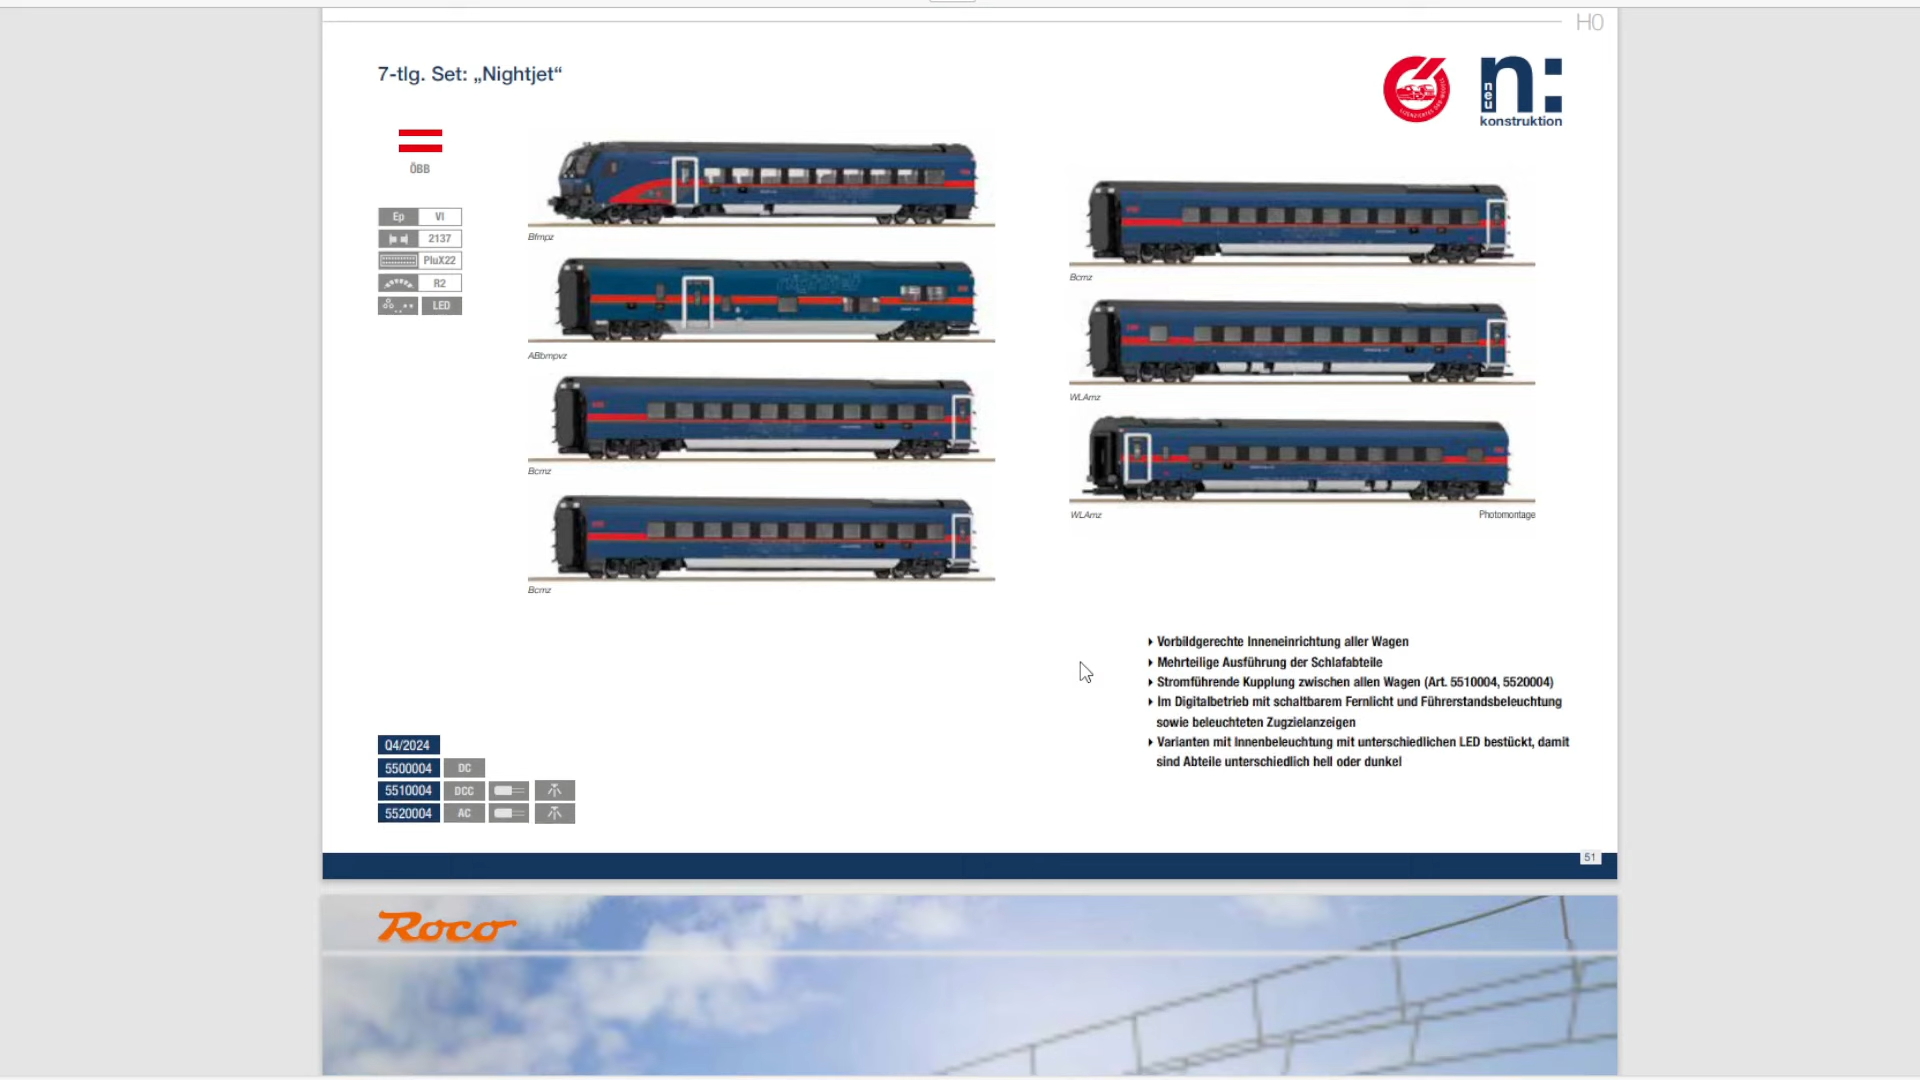 H0
7-tlg. Set: „Nightjet“
n:
neu
konstruktion
ÖBB
Ep VI
2137
PluX22
R2
LED
Bfmpz
nightjet
ABbmpvz
Bcmz
Bcmz
Bcmz
WLAmz
WLAmz
Photomontage
Vorbildgerechte Inneneinrichtung aller Wagen
Mehrteilige Ausführung der Schlafabteile
Stromführende Kupplung zwischen allen Wagen (Art. 5510004, 5520004)
Im Digitalbetrieb mit schaltbarem Fernlicht und Führerstandsbeleuchtung
sowie beleuchteten Zugzielanzeigen
Varianten mit Innenbeleuchtung mit unterschiedlichen LED bestückt, damit
sind Abteile unterschiedlich hell oder dunkel
Q4/2024
5500004 DC
5510004 DCC
5520004 AC
51
Roco